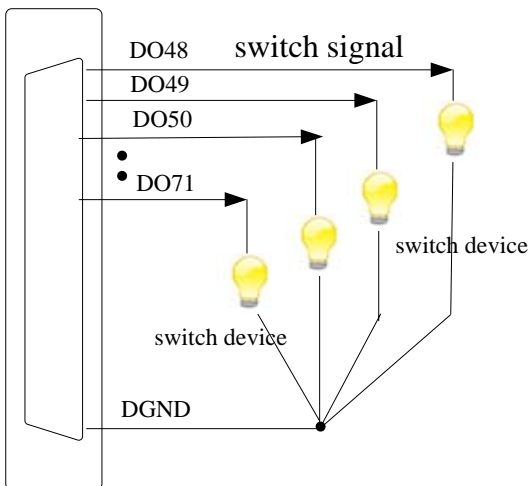 DO48 switch signal
DO49
DO50
DO71
switch device
switch device
DGND